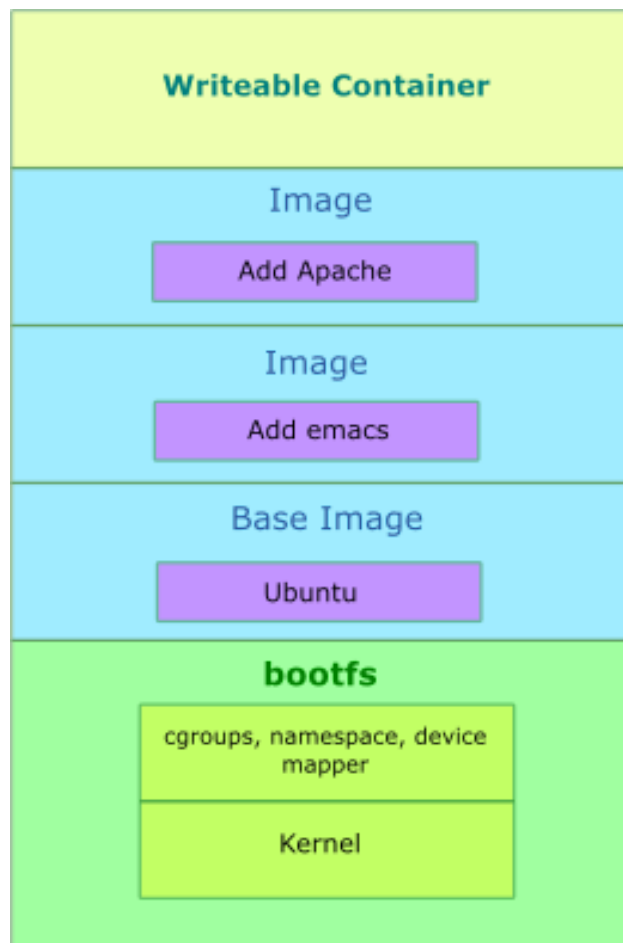 Writeable Container
Image
Add Apache
Image
Add emacs
Base Image
Ubuntu
bootfs
cgroups, namespace, device
mapper
Kernel